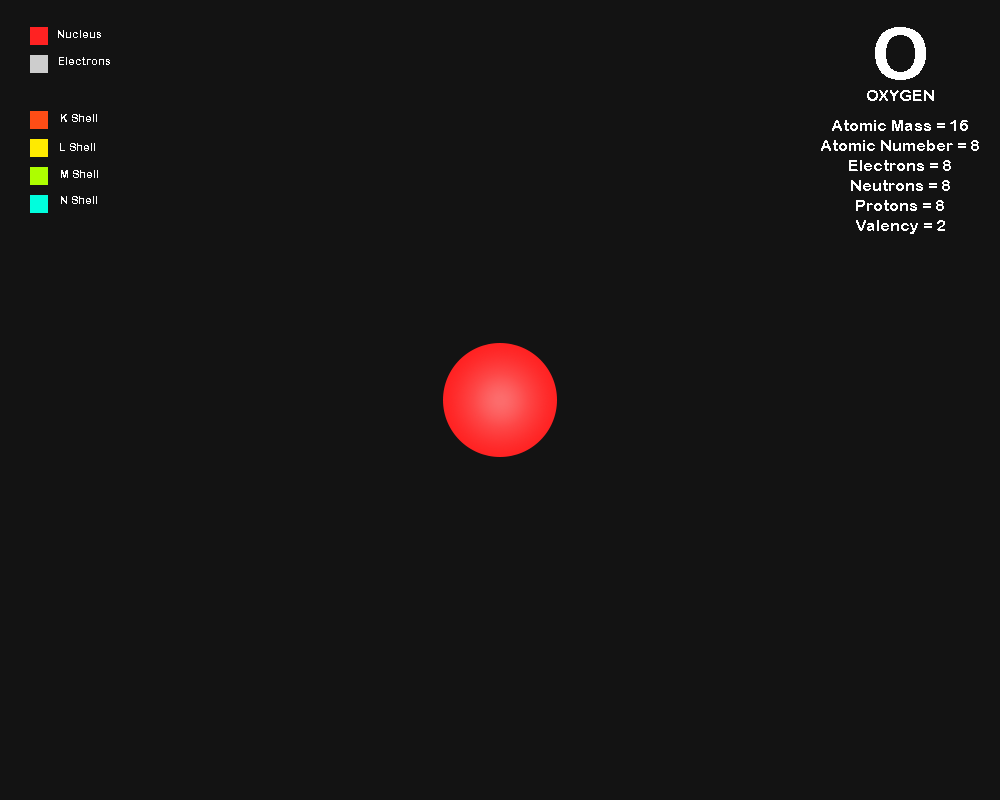 Nucleus
Electrons
K Shell
L Shell
M Shell
N Shell
O
OXYGEN
Atomic Mass = 16
Atomic Numeber = 8
Electrons = 8
Neutrons = 8
Protons = 8
Valency = 2